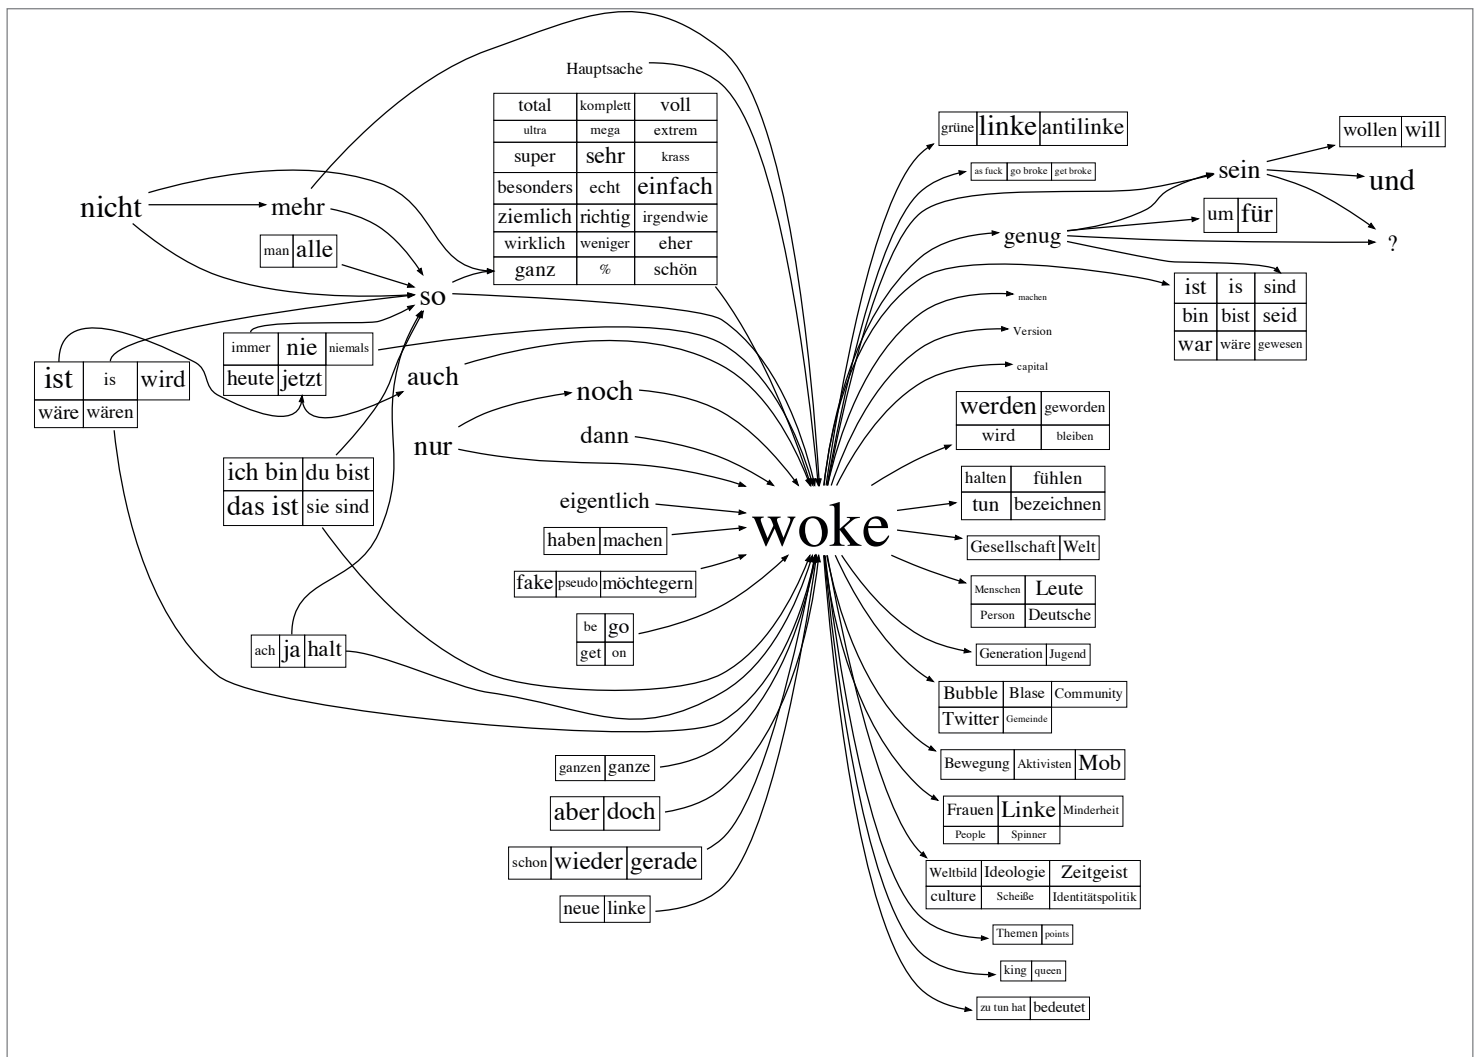 Hauptsache
total komplett voll
ultra mega extrem
super sehr krass
besonders echt einfach
ziemlich richtig irgendwie
wirklich weniger eher
ganz % schön
nicht
mehr
man alle
so
immer nie niemals
heute jetzt
ist is wird
wäre wären
auch
noch
dann
nur
ich bin du bist
das ist sie sind
eigentlich
haben machen
fake pseudo möchtegern
be go
get on
ach ja halt
ganzen ganze
aber doch
schon wieder gerade
neue linke
woke
grüne linke antilinke
as fuck go broke get broke
sein
wollen will
und
um für
genug
?
ist is sind
bin bist seid
war wäre gewesen
machen
Version
capital
werden geworden
wird bleiben
halten fühlen
tun bezeichnen
Gesellschaft Welt
Menschen Leute
Person Deutsche
Generation Jugend
Bubble Blase Community
Twitter Gemeinde
Bewegung Aktivisten Mob
Frauen Linke Minderheit
People Spinner
Weltbild Ideologie Zeitgeist
culture Scheiße Identitätspolitik
Themen points
king queen
zu tun hat bedeutet